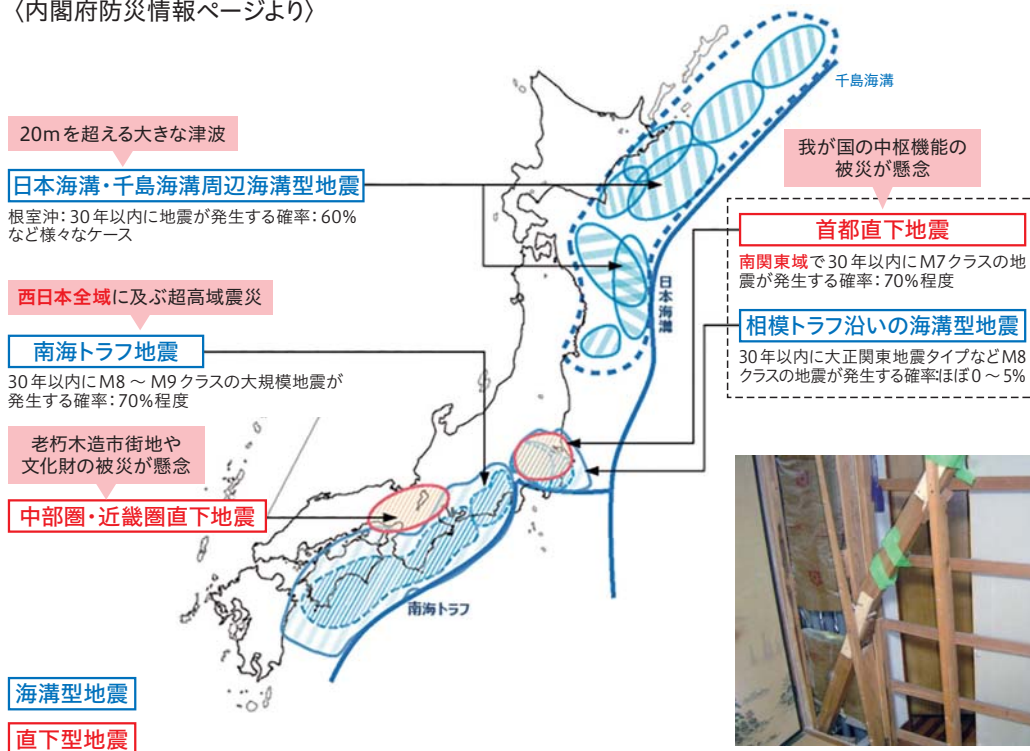 〈内閣府防災情報ページより〉
千島海溝
20mを超える大きな津波
日本海溝・千島海溝周辺海溝型地震
根室沖：30年以内に地震が発生する確率：60%
など様々なケース
我が国の中枢機能の
被災が懸念
首都直下地震
南関東域で30年以内にM7クラスの地
震が発生する確率：70%程度
日本海溝
西日本全域に及ぶ超高域震災
南海トラフ地震
30年以内にM8～M9クラスの大規模地震が
発生する確率：70%程度
相模トラフ沿いの海溝型地震
30年以内に大正関東地震タイプなどM8
クラスの地震が発生する確率ほぼ0～5%
老朽木造市街地や
文化財の被災が懸念
中部圏・近畿圏直下地震
南海トラフ
海溝型地震
直下型地震